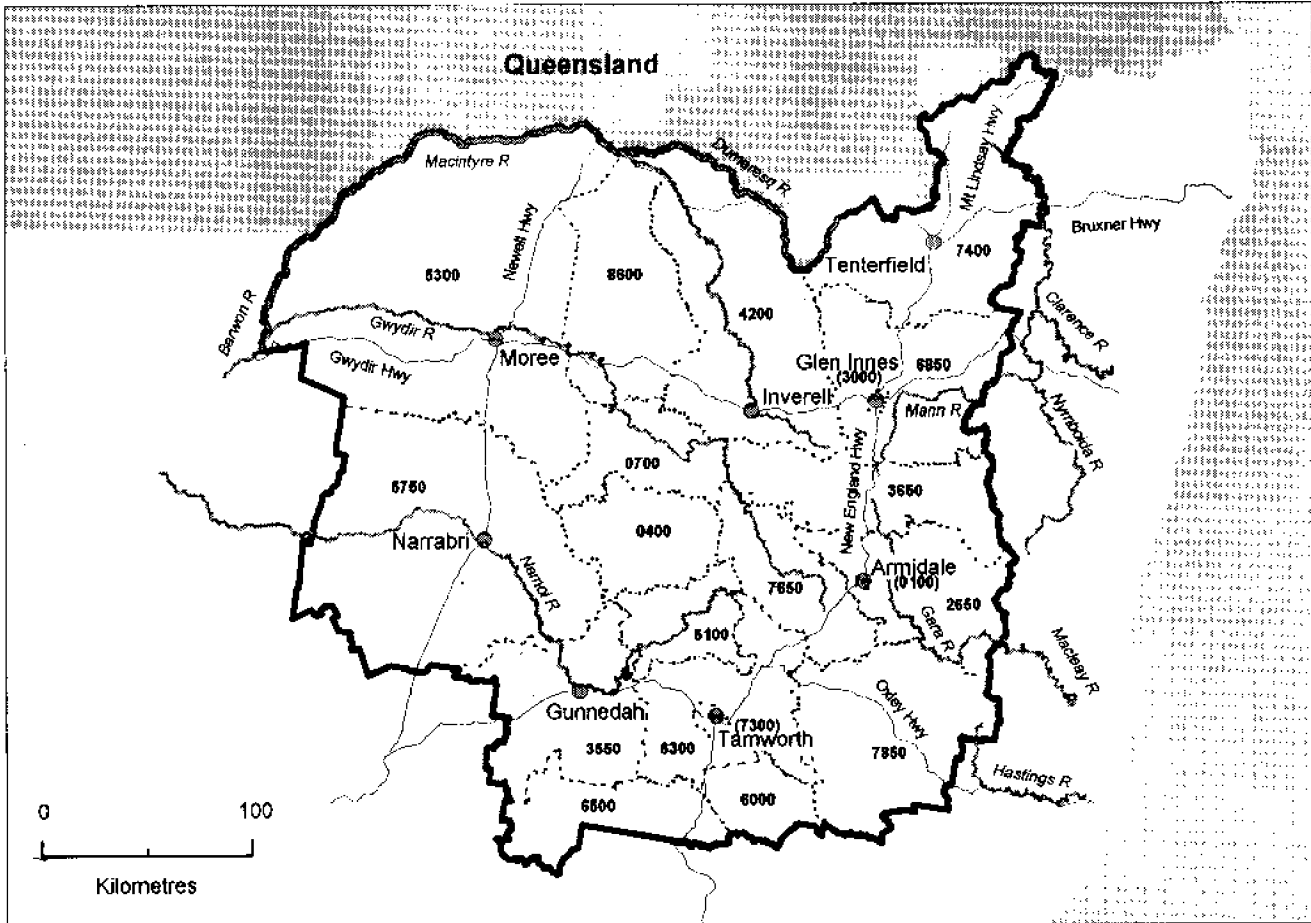 Queensland
Macintyre R
Dumaresq R
Mt Lindsay Hwy
Newell Hwy
Bruxner Hwy
Tenterfield
7400
5300
8600
4200
Barwon R
Gwydir R
Clarence R
Gwydir Hwy
Moree
Glen Innes
(3000)
6850
Inverell
Mann R
Nymboida R
New England Hwy
0700
5750
3650
0400
Narrabri
Namoi R
Armidale
(0100)
7650
2650
Gara R
5100
Macleay R
Gunnedah
Oxley Hwy
(7300)
Tamworth
3550
6300
7850
Hastings R
6500
6000
0
100
Kilometres